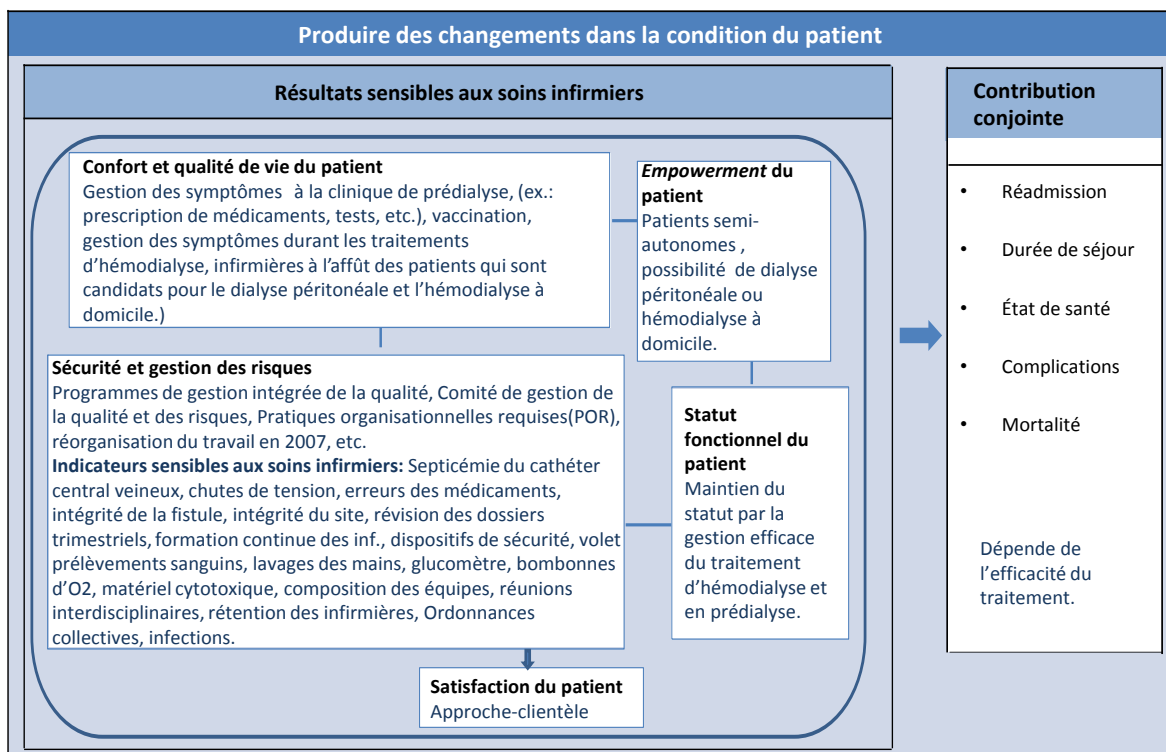 Produire des changements dans la condition du patient
Résultats sensibles aux soins infirmiers
Confort et qualité de vie du patient
Gestion des symptômes à la clinique de prédialyse, (ex.:
prescription de médicaments, tests, etc.), vaccination,
gestion des symptômes durant les traitements
d’hémodialyse, infirmières à l’affût des patients qui sont
candidats pour le dialyse péritonéale et l’hémodialyse à
domicile.)
Empowerment du
patient
Patients semi-
autonomes ,
possibilité de dialyse
péritonéale ou
hémodialyse à
domicile.
Sécurité et gestion des risques
Programmes de gestion intégrée de la qualité, Comité de gestion de
la qualité et des risques, Pratiques organisationnelles requises(POR),
réorganisation du travail en 2007, etc.
Indicateurs sensibles aux soins infirmiers: Septicémie du cathéter
central veineux, chutes de tension, erreurs des médicaments,
intégrité de la fistule, intégrité du site, révision des dossiers
trimestriels, formation continue des inf., dispositifs de sécurité, volet
prélèvements sanguins, lavages des mains, glucomètre, bombonnes
d’O2, matériel cytotoxique, composition des équipes, réunions
interdisciplinaires, rétention des infirmières, Ordonnances
collectives, infections.
Statut
fonctionnel du
patient
Maintien du
statut par la
gestion efficace
du traitement
d’hémodialyse et
en prédialyse.
Satisfaction du patient
Approche-clientèle
Contribution
conjointe
• Réadmission
• Durée de séjour
• État de santé
• Complications
• Mortalité
Dépende de
l’efficacité du
traitement.